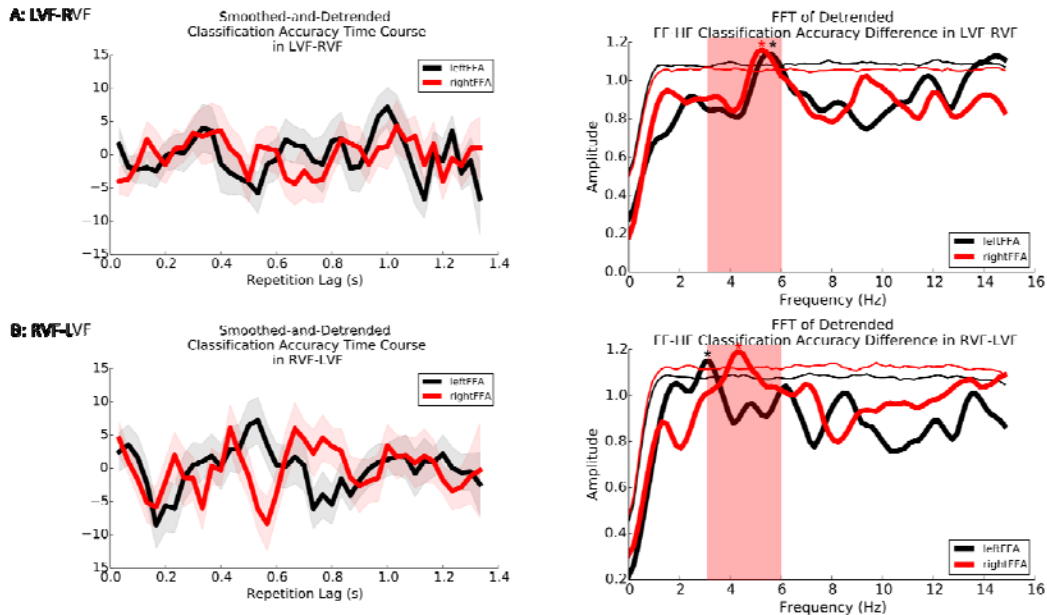 A: LVF-RVF
Smoothed-and-Detrended
Classification Accuracy Time Course
in LVF-RVF
15
10
5
0
−5
−10
−15
leftFFA
rightFFA
0.0 0.2 0.4 0.6 0.8 1.0 1.2 1.4
Repetition Lag (s)
FFT of Detrended
FF-HF Classification Accuracy Difference in LVF-RVF
* *
Amplitude
1.2
1.0
0.8
0.6
0.4
0.2
0.0
leftFFA
rightFFA
0 2 4 6 8 10 12 14 16
Frequency (Hz)
B: RVF-LVF
Smoothed-and-Detrended
Classification Accuracy Time Course
in RVF-LVF
15
10
5
0
−5
−10
15
leftFFA
rightFFA
0.0 0.2 0.4 0.6 0.8 1.0 1.2 1.4
Repetition Lag (s)
FFT of Detrended
FF-HF Classification Accuracy Difference in RVF-LVF
* *
Amplitude
1.2
1.0
0.8
0.6
0.4
0.2
leftFFA
rightFFA
0 2 4 6 8 10 12 14 16
Frequency (Hz)